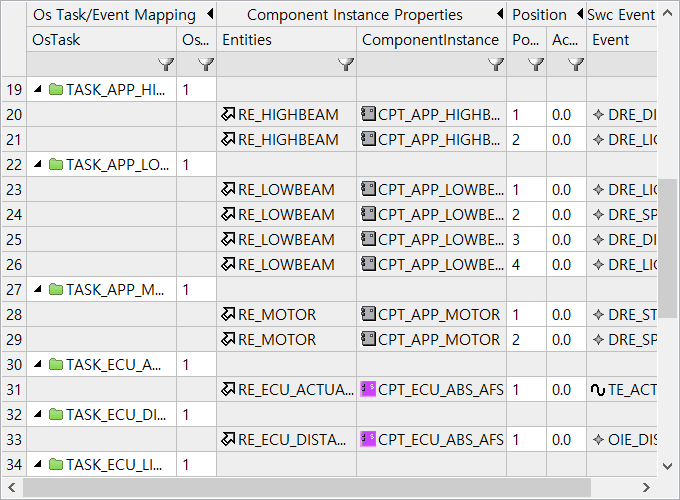 Os Task/Event Mapping Component Instance Properties Position Swc Event
OsTask Os... Entities ComponentInstance Po... Ac... Event
19 TASK_APP_HI... 1
20 RE_HIGHBEAM CPT_APP_HIGHB... 1 0.0 DRE_DI
21 RE_HIGHBEAM CPT_APP_HIGHB... 2 0.0 DRE_LIG
22 TASK_APP_LO... 1
23 RE_LOWBEAM CPT_APP_LOWBE... 1 0.0 DRE_LIG
24 RE_LOWBEAM CPT_APP_LOWBE... 2 0.0 DRE_SP
25 RE_LOWBEAM CPT_APP_LOWBE... 3 0.0 DRE_DI
26 RE_LOWBEAM CPT_APP_LOWBE... 4 0.0 DRE_LIG
27 TASK_APP_M... 1
28 RE_MOTOR CPT_APP_MOTOR 1 0.0 DRE_ST
29 RE_MOTOR CPT_APP_MOTOR 2 0.0 DRE_SP
30 TASK_ECU_A... 1
31 RE_ECU_ACTUA... CPT_ECU_ABS_AFS 1 0.0 TE_ACT
32 TASK_ECU_DI... 1
33 RE_ECU_DISTA... CPT_ECU_ABS_AFS 1 0.0 OIE_DIS
34 TASK_ECU_LI... 1